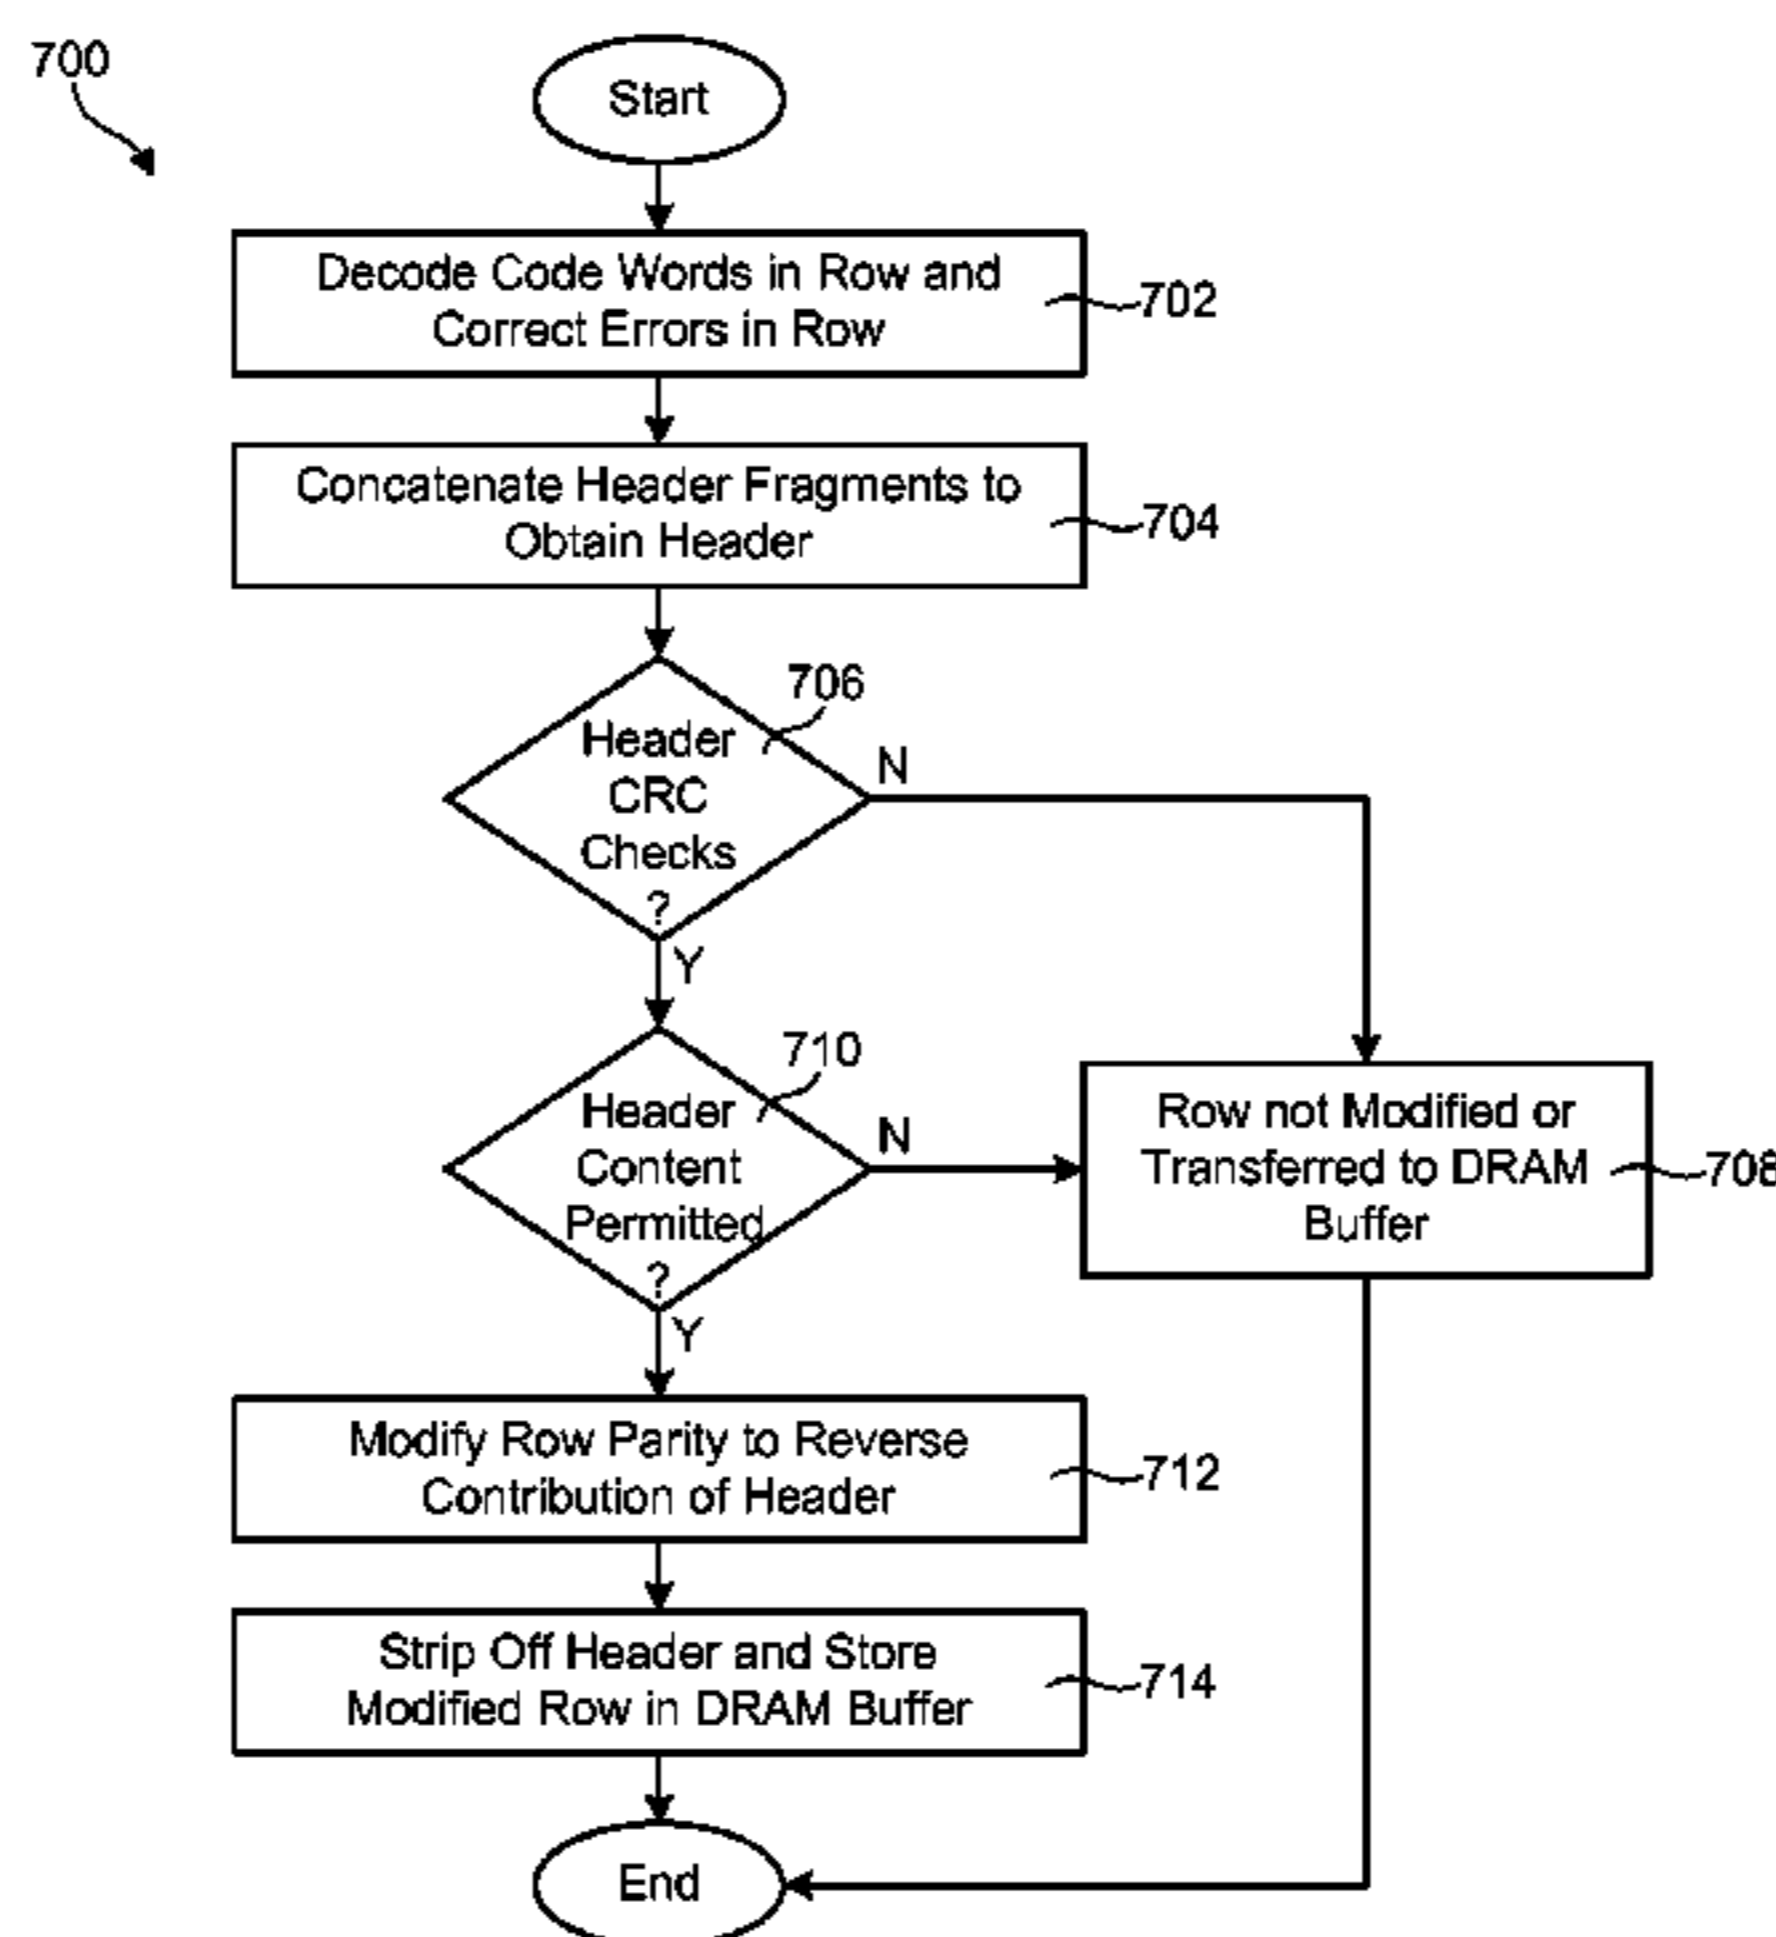 700
Start
Decode Code Words in Row and
Correct Errors in Row
702
Concatenate Header Fragments to
Obtain Header
704
706
Header
CRC
Checks
?
N
Y
710
Header
Content
Permitted
?
N
Y
Row not Modified or
Transferred to DRAM
Buffer
708
Modify Row Parity to Reverse
Contribution of Header
712
Strip Off Header and Store
Modified Row in DRAM Buffer
714
End